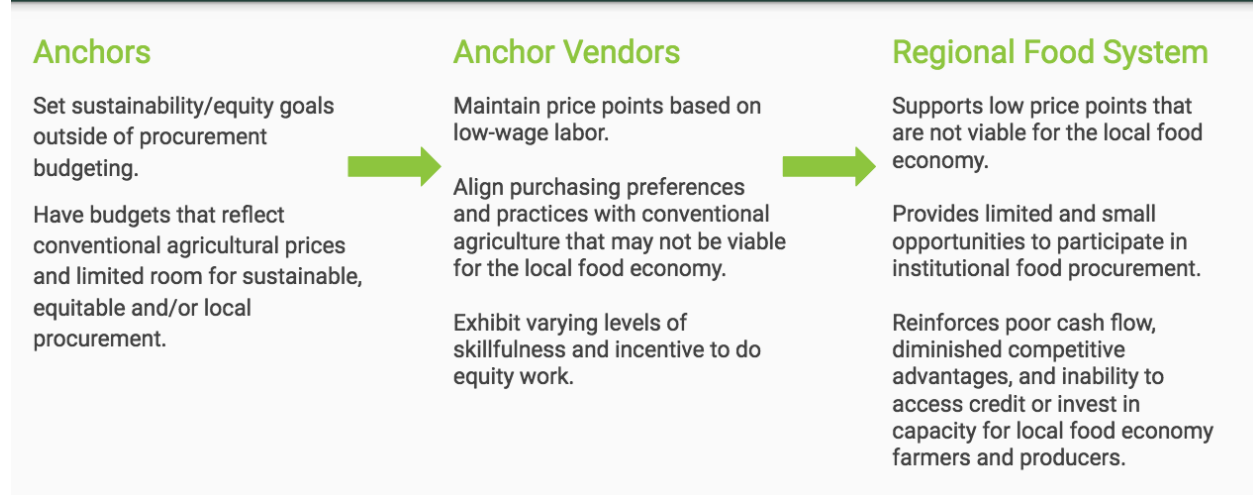 Anchors
Set sustainability/equity goals
outside of procurement
budgeting.
Have budgets that reflect
conventional agricultural prices
and limited room for sustainable,
equitable and/or local
procurement.
Anchor Vendors
Maintain price points based on
low-wage labor.
Align purchasing preferences
and practices with conventional
agriculture that may not be viable
for the local food economy.
Exhibit varying levels of
skillfulness and incentive to do
equity work.
Regional Food System
Supports low price points that
are not viable for the local food
economy.
Provides limited and small
opportunities to participate in
institutional food procurement.
Reinforces poor cash flow,
diminished competitive
advantages, and inability to
access credit or invest in
capacity for local food economy
farmers and producers.